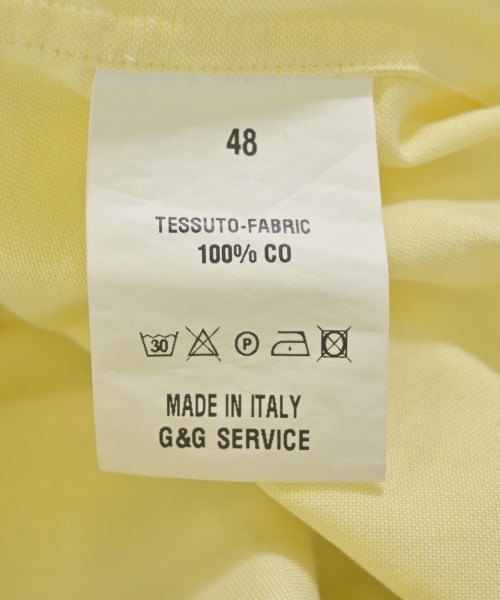 48
TESSUTO-FABRIC
100% CO
30 P
MADE IN ITALY
G&G SERVICE